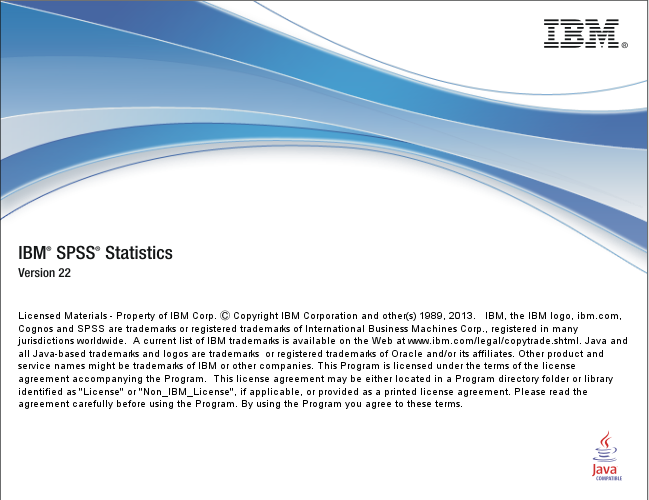 IBM®
IBM® SPSS® Statistics
Version 22
Licensed Materials - Property of IBM Corp. © Copyright IBM Corporation and other(s) 1989, 2013. IBM, the IBM logo, ibm.com,
Cognos and SPSS are trademarks or registered trademarks of International Business Machines Corp., registered in many
jurisdictions worldwide. A current list of IBM trademarks is available on the Web at www.ibm.com/legal/copytrade.shtml. Java and
all Java-based trademarks and logos are trademarks or registered trademarks of Oracle and/or its affiliates. Other product and
service names might be trademarks of IBM or other companies. This Program is licensed under the terms of the license
agreement accompanying the Program. This license agreement may be either located in a Program directory folder or library
identified as "License" or "Non_IBM_License", if applicable, or provided as a printed license agreement. Please read the
agreement carefully before using the Program. By using the Program you agree to these terms.
Java
COMPATIBLE